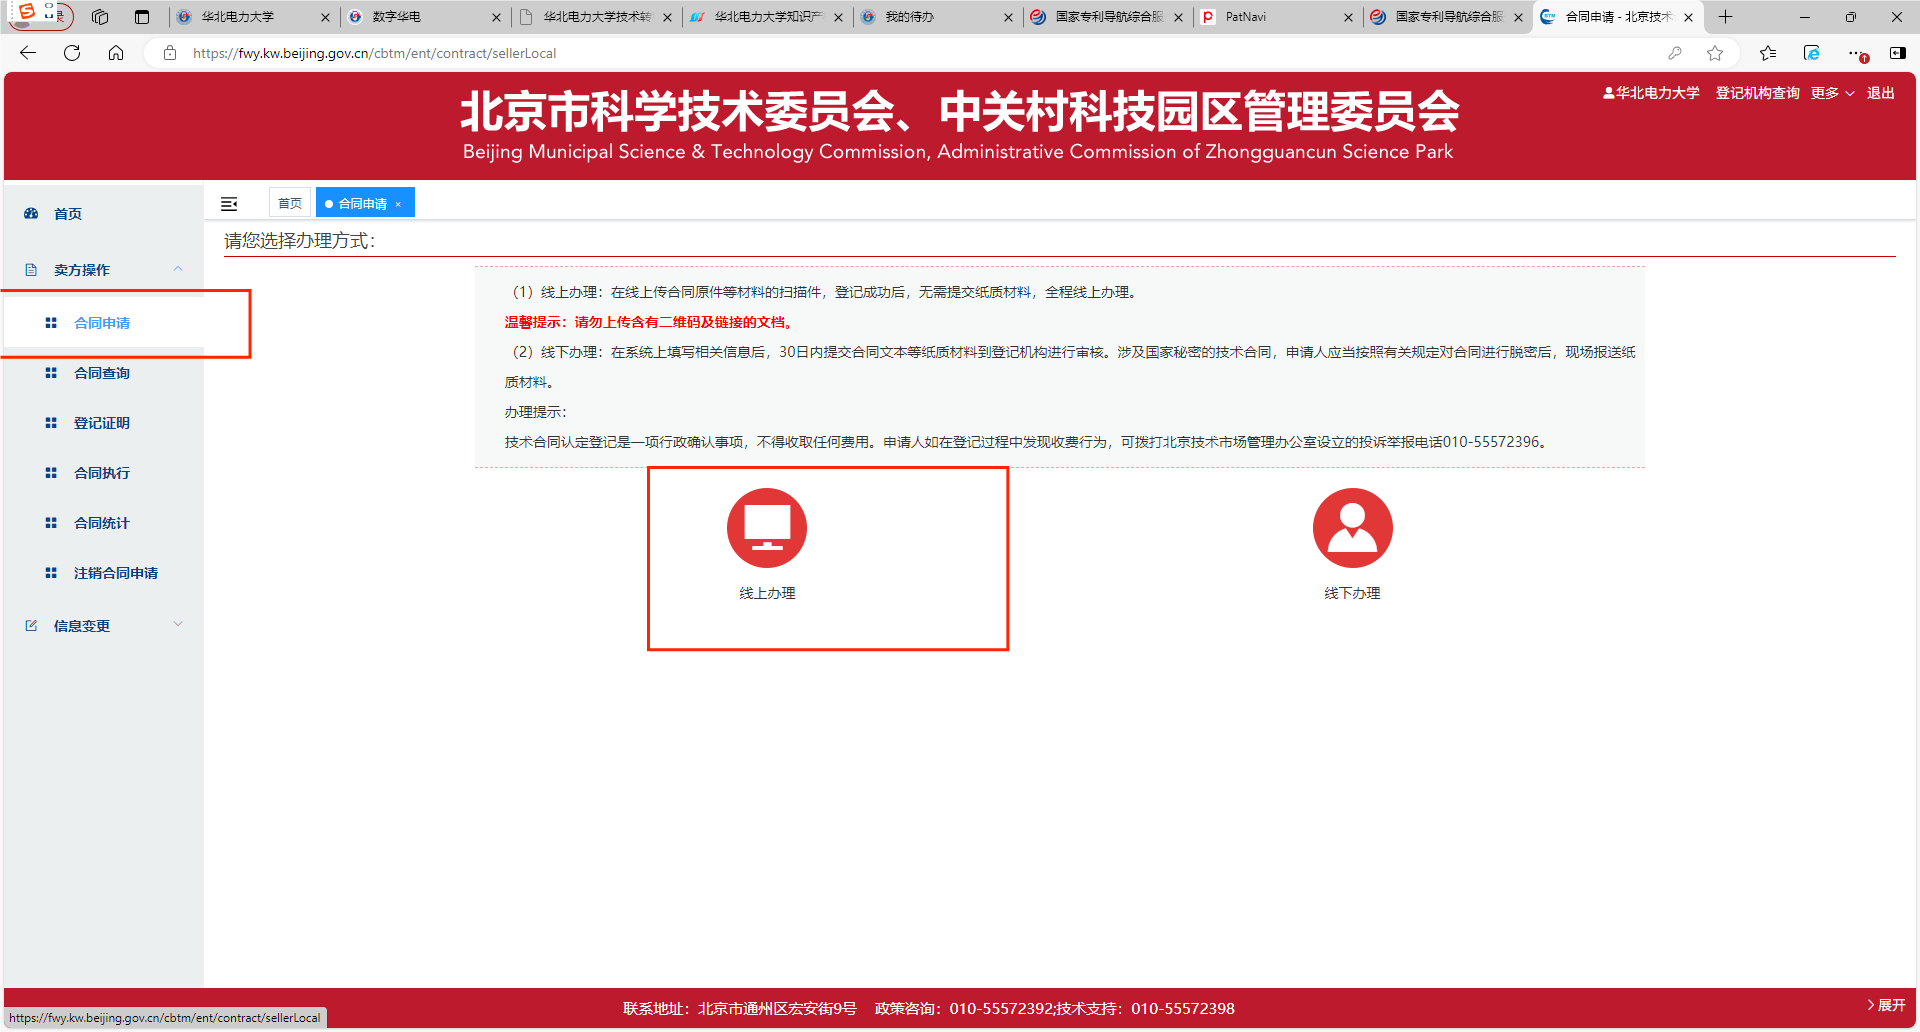 华北电力大学
数字华电
华北电力大学技术转
华北电力大学知识产
我的待办
国家专利导航综合服
PatNavi
国家专利导航综合服
合同申请 - 北京技术
https://fwy.kw.beijing.gov.cn/cbtm/ent/contract/sellerLocal
北京市科学技术委员会、中关村科技园区管理委员会
Beijing Municipal Science & Technology Commission, Administrative Commission of Zhongguancun Science Park
华北电力大学 登记机构查询 更多 退出
首页
卖方操作
合同申请
合同查询
登记证明
合同执行
合同统计
注销合同申请
信息变更
首页
合同申请 ×
请您选择办理方式：
（1）线上办理：在线上传合同原件等材料的扫描件，登记成功后，无需提交纸质材料，全程线上办理。
温馨提示：请勿上传含有二维码及链接的文档。
（2）线下办理：在系统上填写相关信息后，30日内提交合同文本等纸质材料到登记机构进行审核。涉及国家秘密的技术合同，申请人应当按照有关规定对合同进行脱密后，现场报送纸
质材料。
办理提示：
技术合同认定登记是一项行政确认事项，不得收取任何费用。申请人如在登记过程中发现收费行为，可拨打北京技术市场管理办公室设立的投诉举报电话010-55572396。
线上办理
线下办理
联系地址：北京市通州区宏安街9号 政策咨询：010-55572392;技术支持：010-55572398
展开
https://fwy.kw.beijing.gov.cn/cbtm/ent/contract/sellerLocal